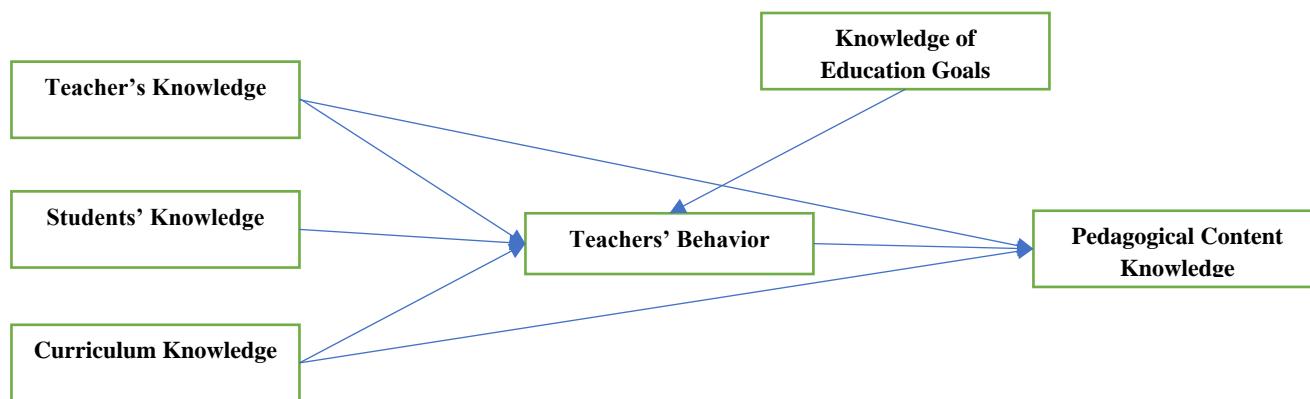 Knowledge of
Education Goals
Teacher’s Knowledge
Students’ Knowledge
Teachers’ Behavior
Pedagogical Content
Knowledge
Curriculum Knowledge